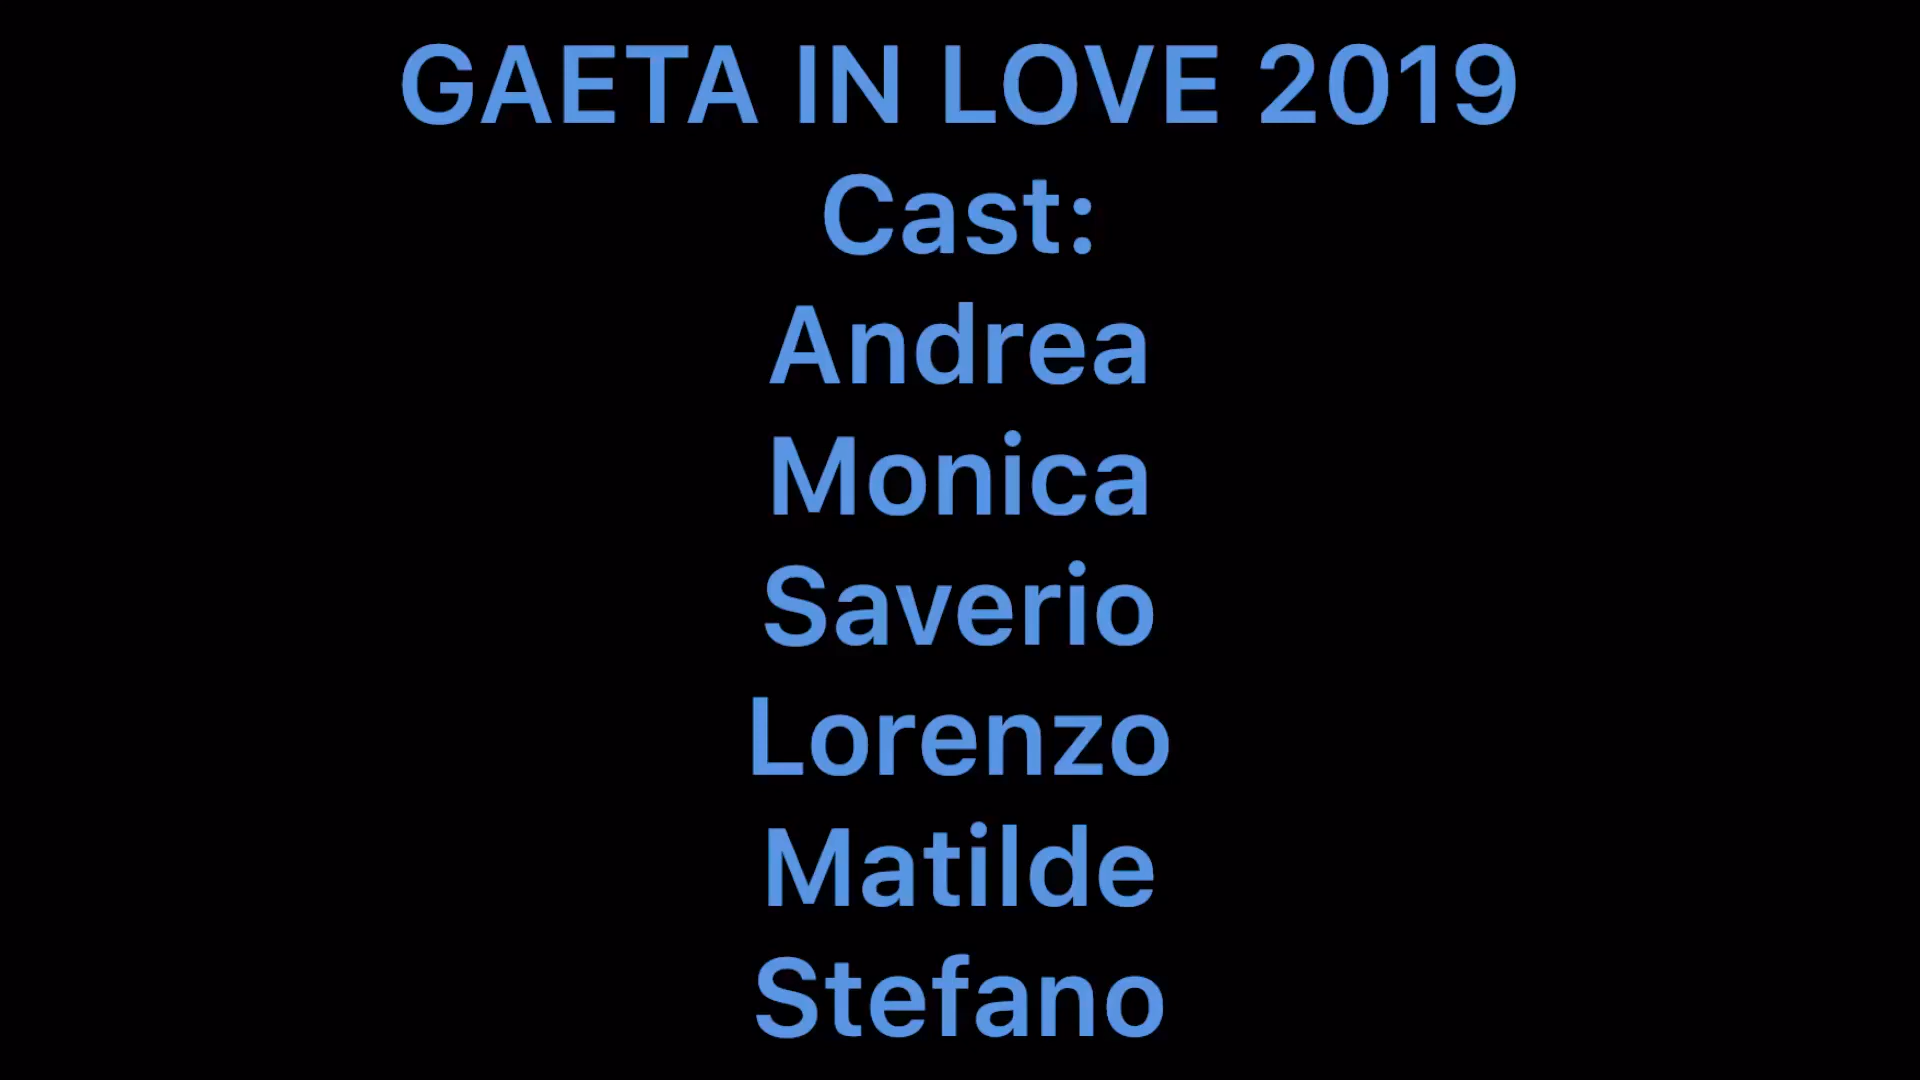 GAETA IN LOVE 2019
Cast:
Andrea
Monica
Saverio
Lorenzo
Matilde
Stefano